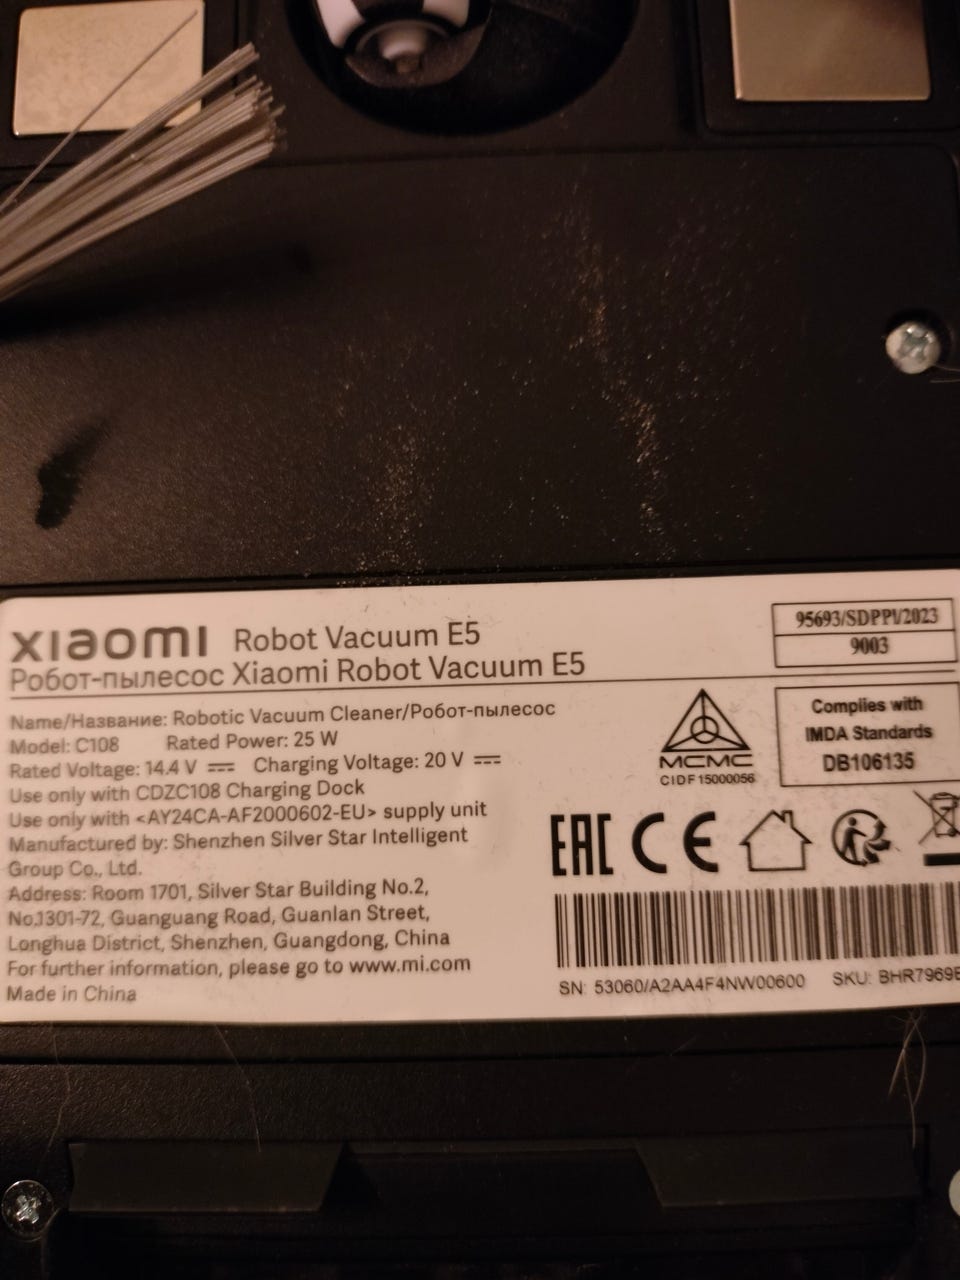 xiaomi Robot Vacuum E5
Робот-пылесос Xiaomi Robot Vacuum E5
Name/Название: Robotic Vacuum Cleaner/Робот-пылесос
Model: C108 Rated Power: 25 W
Rated Voltage: 14.4 V ⎓ Charging Voltage: 20 V ⎓
Use only with CDZC108 Charging Dock
Use only with <AY24CA-AF2000602-EU> supply unit
Manufactured by: Shenzhen Silver Star Intelligent
Group Co., Ltd.
Address: Room 1701, Silver Star Building No.2,
No.1301-72, Guanguang Road, Guanlan Street,
Longhua District, Shenzhen, Guangdong, China
For further information, please go to www.mi.com
Made in China
95693/SDPPI/2023
9003
MCMC
CIDF15000056
Complies with
IMDA Standards
DB106135
EAC CE
SN: 53060/A2AA4F4NW00600 SKU: BHR7969E